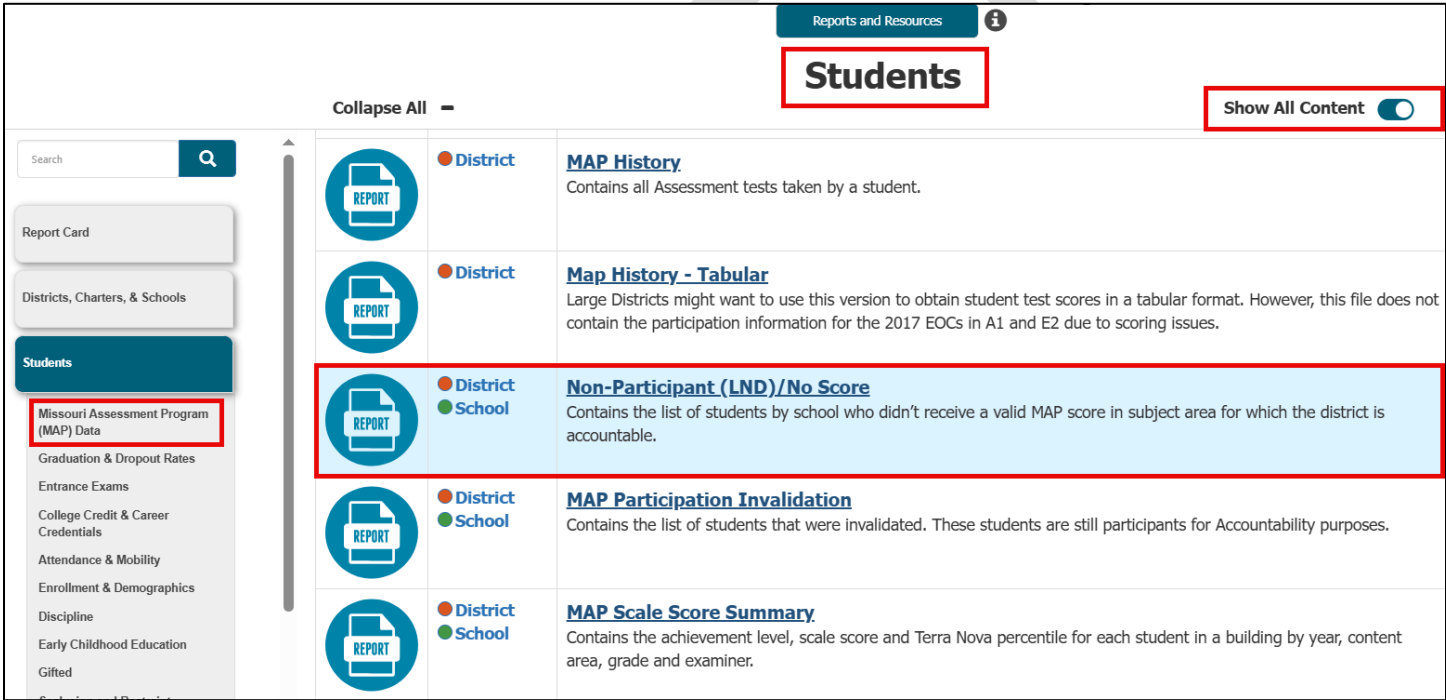 Reports and Resources
Students
Collapse All
Show All Content
Search
Report Card
Districts, Charters, & Schools
Students
Missouri Assessment Program
(MAP) Data
Graduation & Dropout Rates
Entrance Exams
College Credit & Career
Credentials
Attendance & Mobility
Enrollment & Demographics
Discipline
Early Childhood Education
Gifted
REPORT
District
MAP History
Contains all Assessment tests taken by a student.
REPORT
District
Map History - Tabular
Large Districts might want to use this version to obtain student test scores in a tabular format. However, this file does not
contain the participation information for the 2017 EOCs in A1 and E2 due to scoring issues.
REPORT
District
School
Non-Participant (LND)/No Score
Contains the list of students by school who didn’t receive a valid MAP score in subject area for which the district is
accountable.
REPORT
District
School
MAP Participation Invalidation
Contains the list of students that were invalidated. These students are still participants for Accountability purposes.
REPORT
District
School
MAP Scale Score Summary
Contains the achievement level, scale score and Terra Nova percentile for each student in a building by year, content
area, grade and examiner.